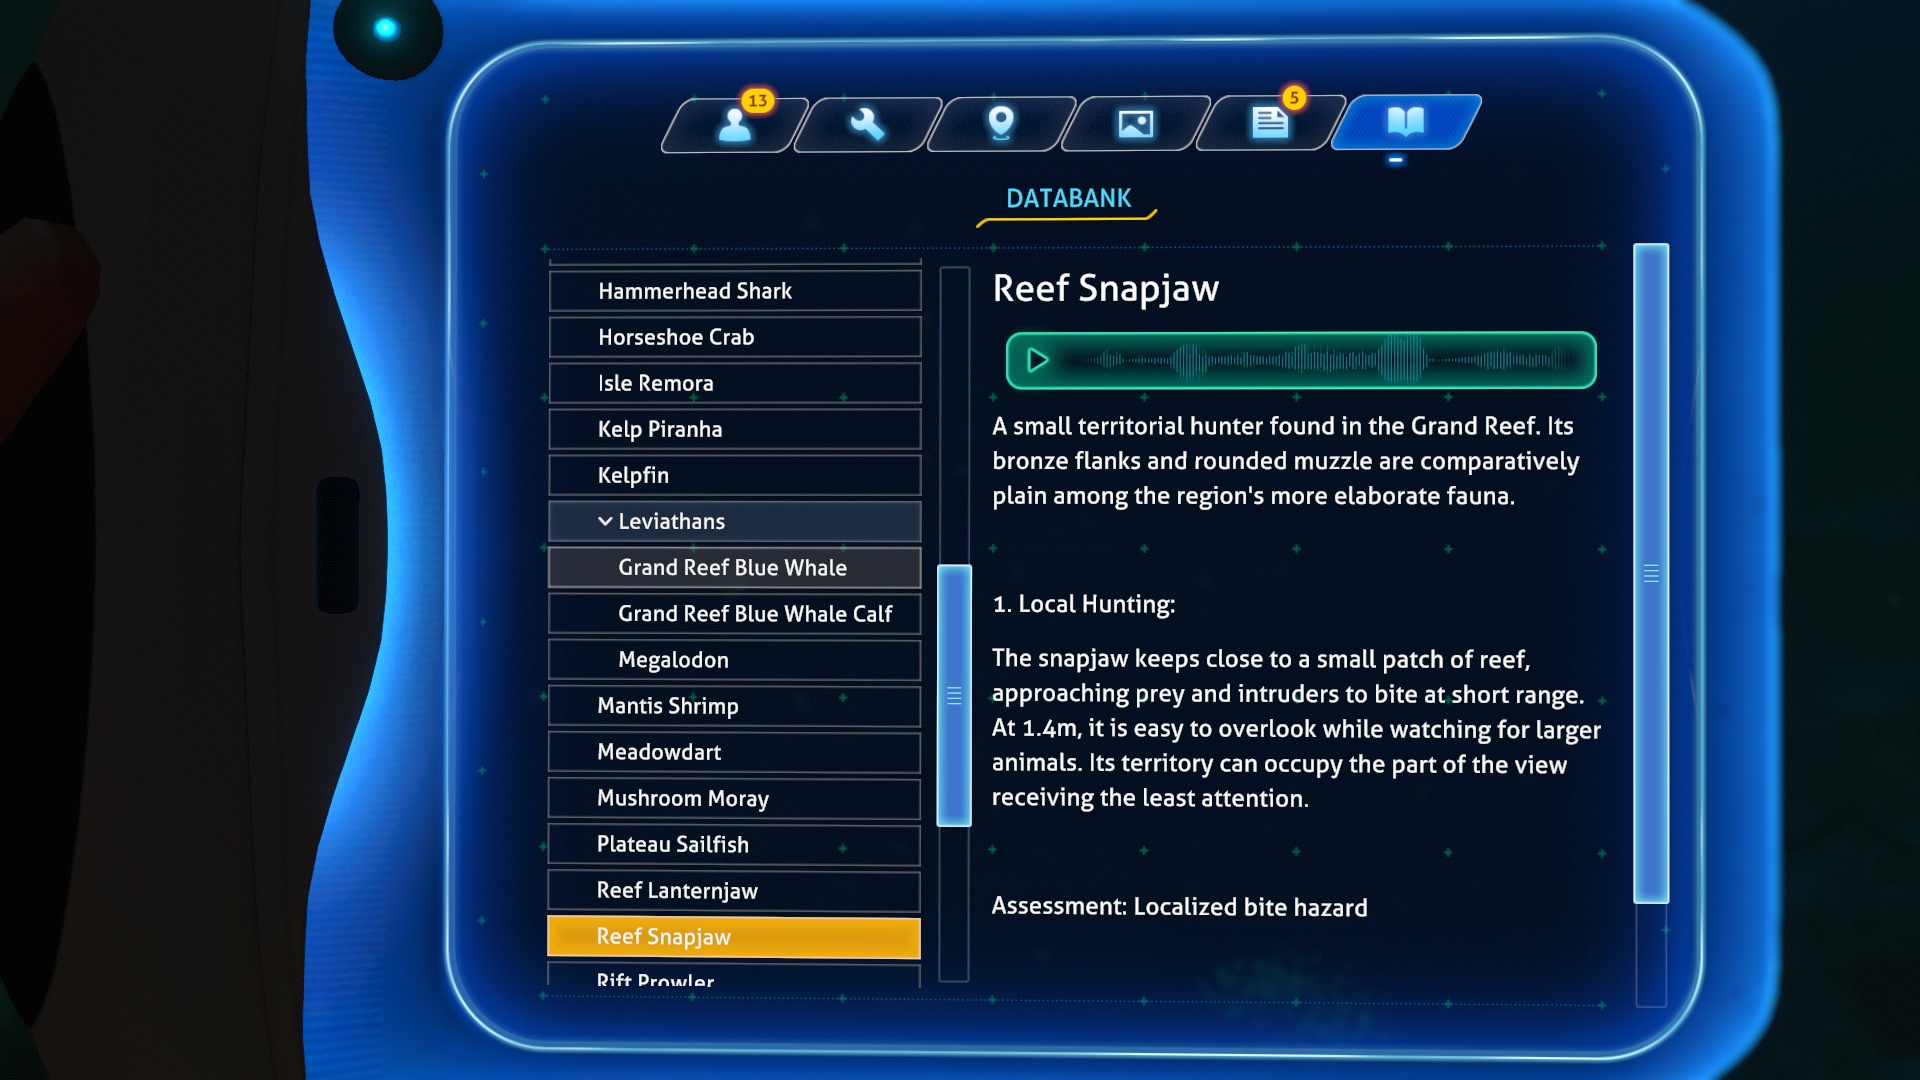 13
5
DATABANK
Hammerhead Shark
Horseshoe Crab
Isle Remora
Kelp Piranha
Kelpfin
Leviathans
Grand Reef Blue Whale
Grand Reef Blue Whale Calf
Megalodon
Mantis Shrimp
Meadowdart
Mushroom Moray
Plateau Sailfish
Reef Lanternjaw
Reef Snapjaw
Rift Prowler
Reef Snapjaw
A small territorial hunter found in the Grand Reef. Its
bronze flanks and rounded muzzle are comparatively
plain among the region's more elaborate fauna.
1. Local Hunting:
The snapjaw keeps close to a small patch of reef,
approaching prey and intruders to bite at short range.
At 1.4m, it is easy to overlook while watching for larger
animals. Its territory can occupy the part of the view
receiving the least attention.
Assessment: Localized bite hazard